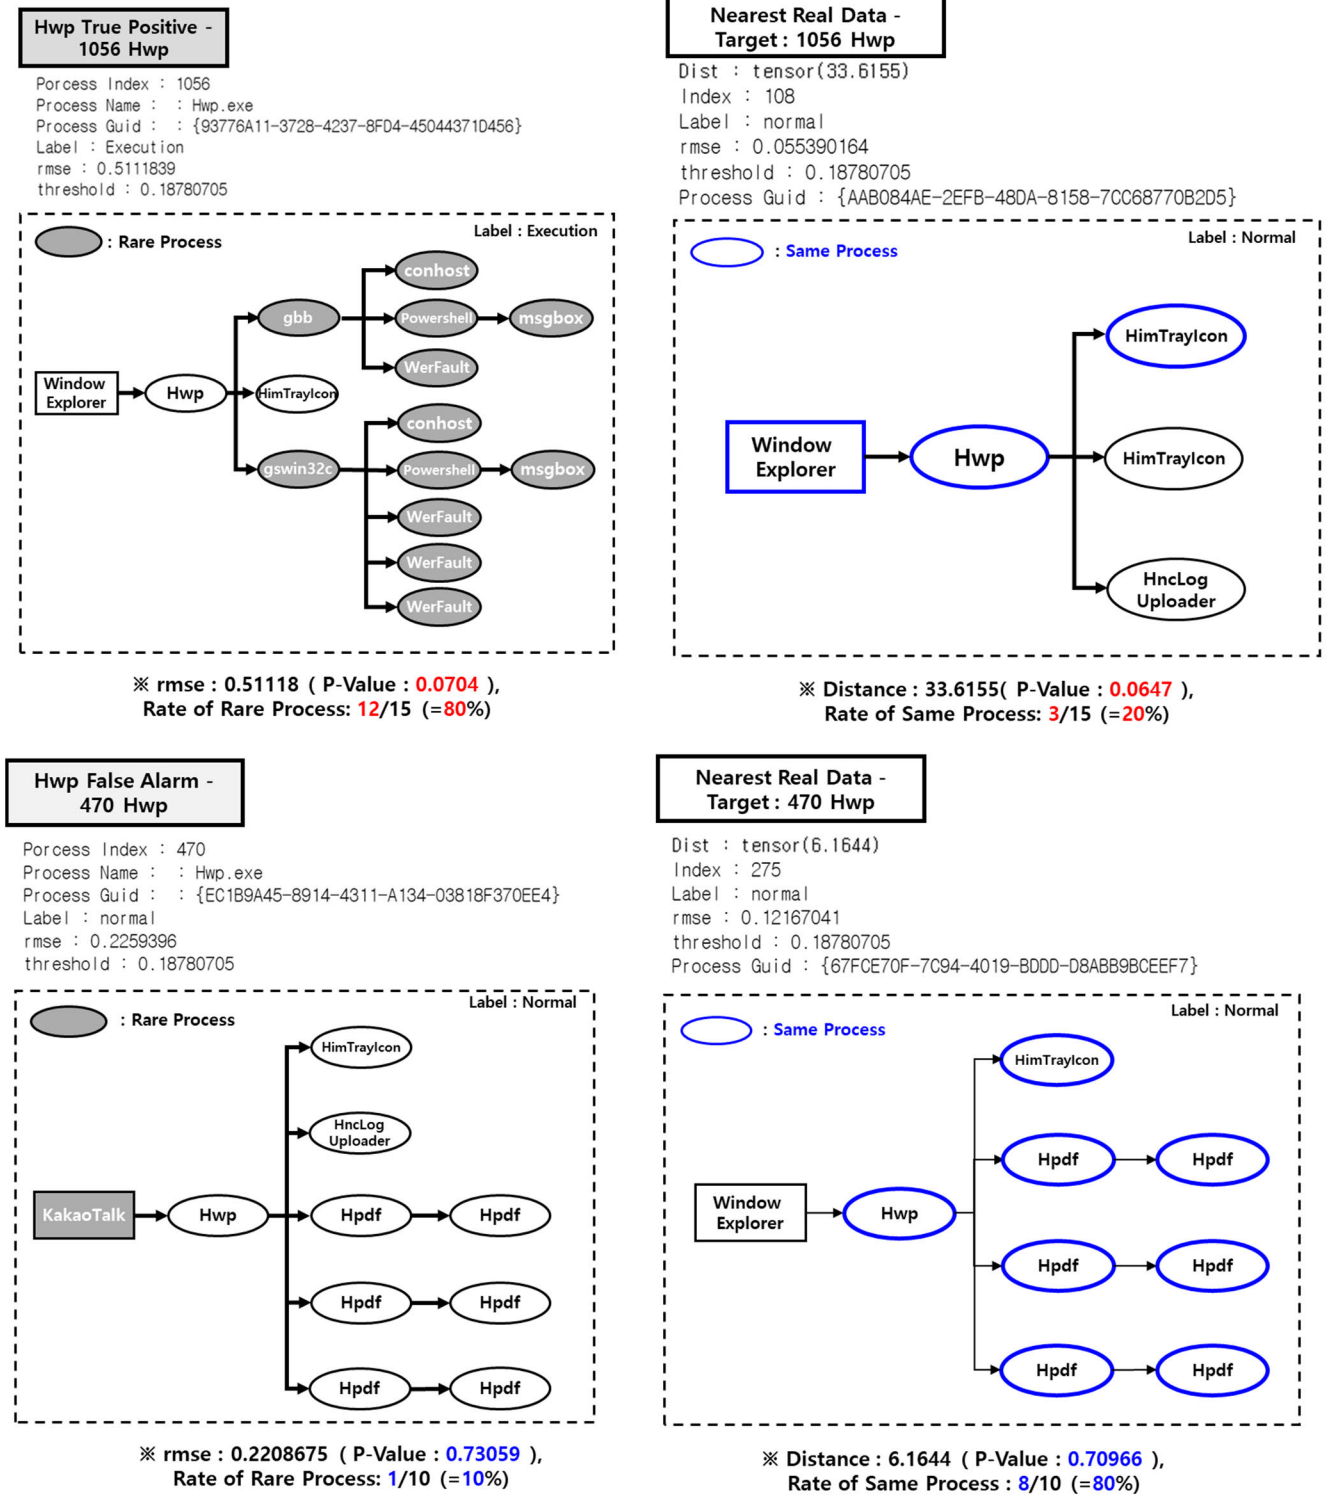 Hwp True Positive -
1056 Hwp
Porcess Index : 1056
Process Name :  : Hwp.exe
Process Guid :  : {93776A11-3728-4237-8FD4-45044371D456}
Label : Execution
rmse : 0.5111839
threshold : 0.18780705
: Rare Process
Label : Execution
conhost
gbb
Powershell
msgbox
WerFault
Window
Explorer
Hwp
HimTrayIcon
conhost
gswin32c
Powershell
msgbox
WerFault
WerFault
WerFault
※ rmse : 0.51118 ( P-Value : 0.0704 ),
Rate of Rare Process: 12/15 (=80%)
Nearest Real Data -
Target : 1056 Hwp
Dist : tensor(33.6155)
Index : 108
Label : normal
rmse : 0.055390164
threshold : 0.18780705
Process Guid : {AAB084AE-2EFB-48DA-8158-7CC68770B2D5}
: Same Process
Label : Normal
HimTrayIcon
Window
Explorer
Hwp
HimTrayIcon
HncLog
Uploader
※ Distance : 33.6155( P-Value : 0.0647 ),
Rate of Same Process: 3/15 (=20%)
Hwp False Alarm -
470 Hwp
Porcess Index : 470
Process Name :  : Hwp.exe
Process Guid :  : {EC1B9A45-8914-4311-A134-03818F370EE4}
Label : normal
rmse : 0.2259396
threshold : 0.18780705
: Rare Process
Label : Normal
HimTrayIcon
HncLog
Uploader
KakaoTalk
Hwp
Hpdf
Hpdf
Hpdf
Hpdf
Hpdf
Hpdf
※ rmse : 0.2208675 ( P-Value : 0.73059 ),
Rate of Rare Process: 1/10 (=10%)
Nearest Real Data -
Target : 470 Hwp
Dist : tensor(6.1644)
Index : 275
Label : normal
rmse : 0.12167041
threshold : 0.18780705
Process Guid : {67FCE70F-7C94-4019-BDDD-D8ABB9BCEEF7}
: Same Process
Label : Normal
HimTrayIcon
Hpdf
Hpdf
Window
Explorer
Hwp
Hpdf
Hpdf
Hpdf
Hpdf
※ Distance : 6.1644 ( P-Value : 0.70966 ),
Rate of Same Process : 8/10 (=80%)